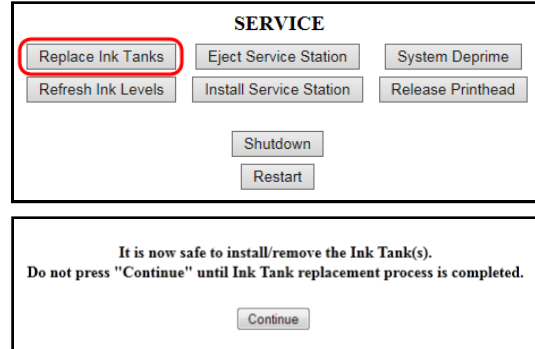 SERVICE
Replace Ink Tanks Eject Service Station System Deprime
Refresh Ink Levels Install Service Station Release Printhead
Shutdown
Restart
It is now safe to install/remove the Ink Tank(s).
Do not press "Continue" until Ink Tank replacement process is completed.
Continue